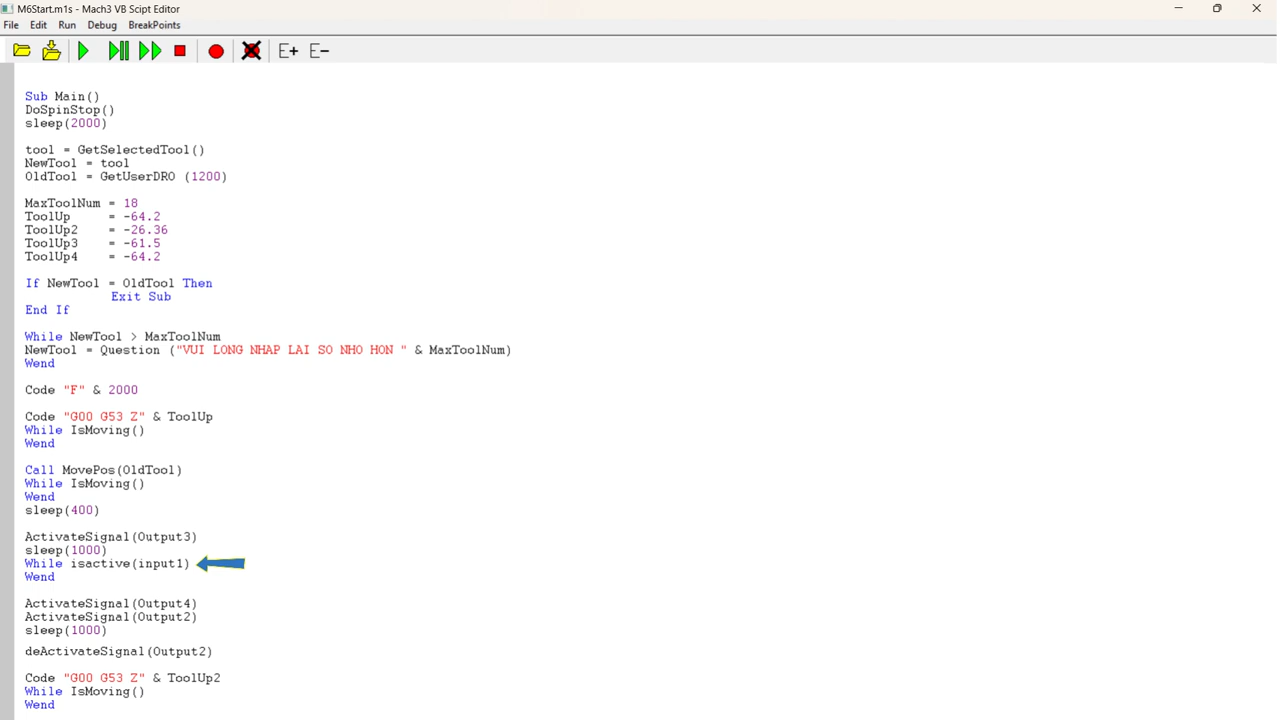 M6Start.m1s - Mach3 VB Scipt Editor
File Edit Run Debug BreakPoints
E+ E-
Sub Main()
DoSpinStop()
sleep(2000)
tool = GetSelectedTool()
NewTool = tool
OldTool = GetUserDRO (1200)
MaxToolNum = 18
ToolUp = -64.2
ToolUp2 = -26.36
ToolUp3 = -61.5
ToolUp4 = -64.2
If NewTool = OldTool Then
Exit Sub
End If
While NewTool > MaxToolNum
NewTool = Question ("VUI LONG NHAP LAI SO NHO HON " & MaxToolNum)
Wend
Code "F" & 2000
Code "G00 G53 Z" & ToolUp
While IsMoving()
Wend
Call MovePos(OldTool)
While IsMoving()
Wend
sleep(400)
ActivateSignal(Output3)
sleep(1000)
While isactive(input1)
Wend
ActivateSignal(Output4)
ActivateSignal(Output2)
sleep(1000)
deActivateSignal(Output2)
Code "G00 G53 Z" & ToolUp2
While IsMoving()
Wend